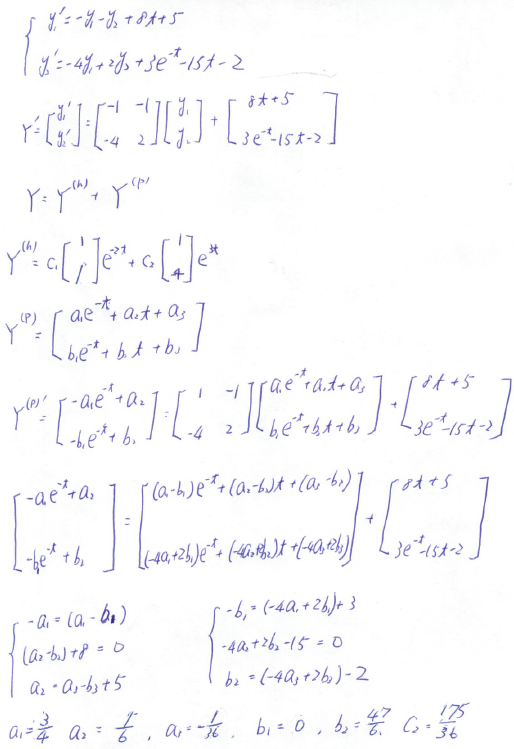 y₁' = -y₁ - y₂ + 8t + 5
y₂' = -4y₁ + 2y₂ + 3e^-t - 15t - 2
Y' = [y₁' ; y₂'] = [-1 -1 ; -4 2] [y₁ ; y₂] + [8t+5 ; 3e^-t - 15t - 2]
Y = Y^(h) + Y^(p)
Y^(h) = c₁ [1 ; 1] e^-2t + c₂ [1 ; 4] e^3t
Y^(p) = [a₁e^-t + a₂t + a₃ ; b₁e^-t + b₂t + b₃]
Y^(p)' = [-a₁e^-t + a₂ ; -b₁e^-t + b₂] = [1 -1 ; -4 2] [a₁e^-t + a₂t + a₃ ; b₁e^-t + b₂t + b₃] + [8t+5 ; 3e^-t - 15t - 2]
[-a₁e^-t + a₂ ; -b₁e^-t + b₂] = [(a₁-b₁)e^-t + (a₂-b₂)t + (a₃-b₃) ; (-4a₁+2b₁)e^-t + (-4a₂+2b₂)t + (-4a₃+2b₃)] + [8t+5 ; 3e^-t - 15t - 2]
-a₁ = (a₁ - b₁) -b₁ = (-4a₁ + 2b₁) + 3
(a₂-b₂) + 8 = 0 -4a₂ + 2b₂ - 15 = 0
a₂ = a₃ - b₃ + 5 b₂ = (-4a₃ + 2b₃) - 2
a₁ = 3/4 a₂ = 1/6, a₃ = -1/36, b₁ = 0, b₂ = 47/6. C₂ = 175/36